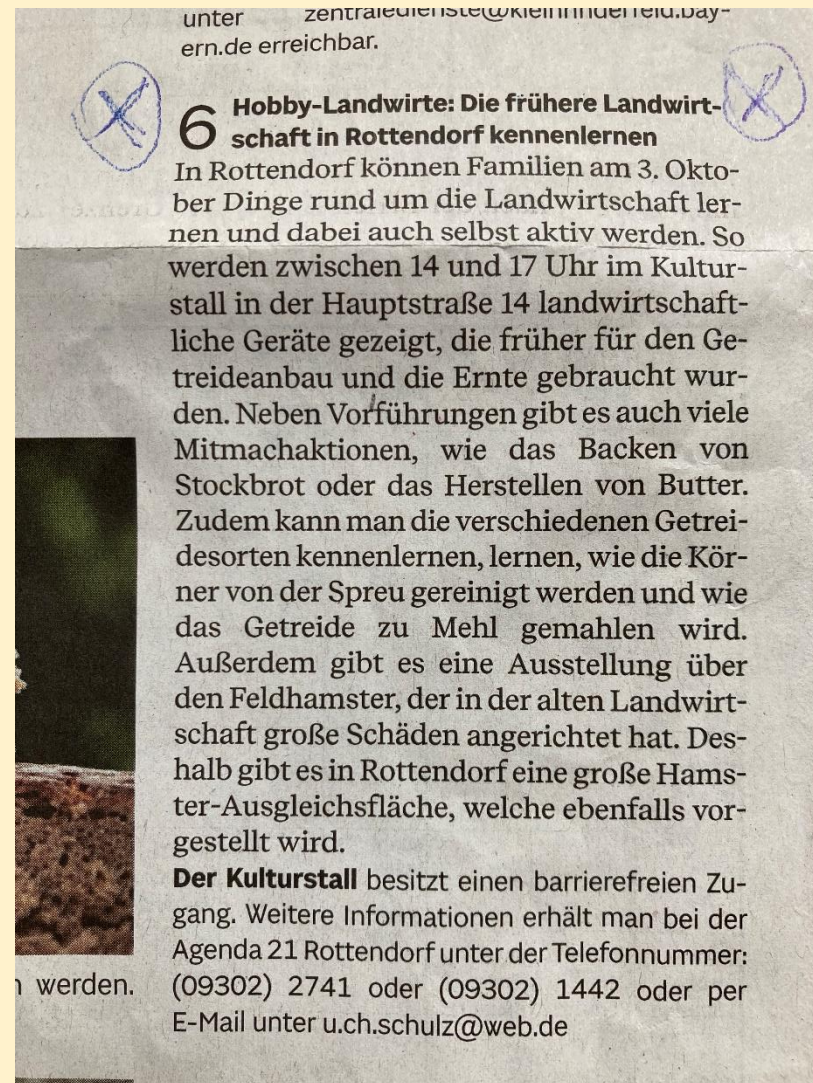 unter zentraledienste@kleinrinderfeld.bay-
ern.de erreichbar.
6 Hobby-Landwirte: Die frühere Landwirt-
schaft in Rottendorf kennenlernen
In Rottendorf können Familien am 3. Okto-
ber Dinge rund um die Landwirtschaft ler-
nen und dabei auch selbst aktiv werden. So
werden zwischen 14 und 17 Uhr im Kultur-
stall in der Hauptstraße 14 landwirtschaft-
liche Geräte gezeigt, die früher für den Ge-
treideanbau und die Ernte gebraucht wur-
den. Neben Vorführungen gibt es auch viele
Mitmachaktionen, wie das Backen von
Stockbrot oder das Herstellen von Butter.
Zudem kann man die verschiedenen Getrei-
desorten kennenlernen, lernen, wie die Kör-
ner von der Spreu gereinigt werden und wie
das Getreide zu Mehl gemahlen wird.
Außerdem gibt es eine Ausstellung über
den Feldhamster, der in der alten Landwirt-
schaft große Schäden angerichtet hat. Des-
halb gibt es in Rottendorf eine große Hams-
ter-Ausgleichsfläche, welche ebenfalls vor-
gestellt wird.
Der Kulturstall besitzt einen barrierefreien Zu-
gang. Weitere Informationen erhält man bei der
Agenda 21 Rottendorf unter der Telefonnummer:
(09302) 2741 oder (09302) 1442 oder per
E-Mail unter u.ch.schulz@web.de
werden.